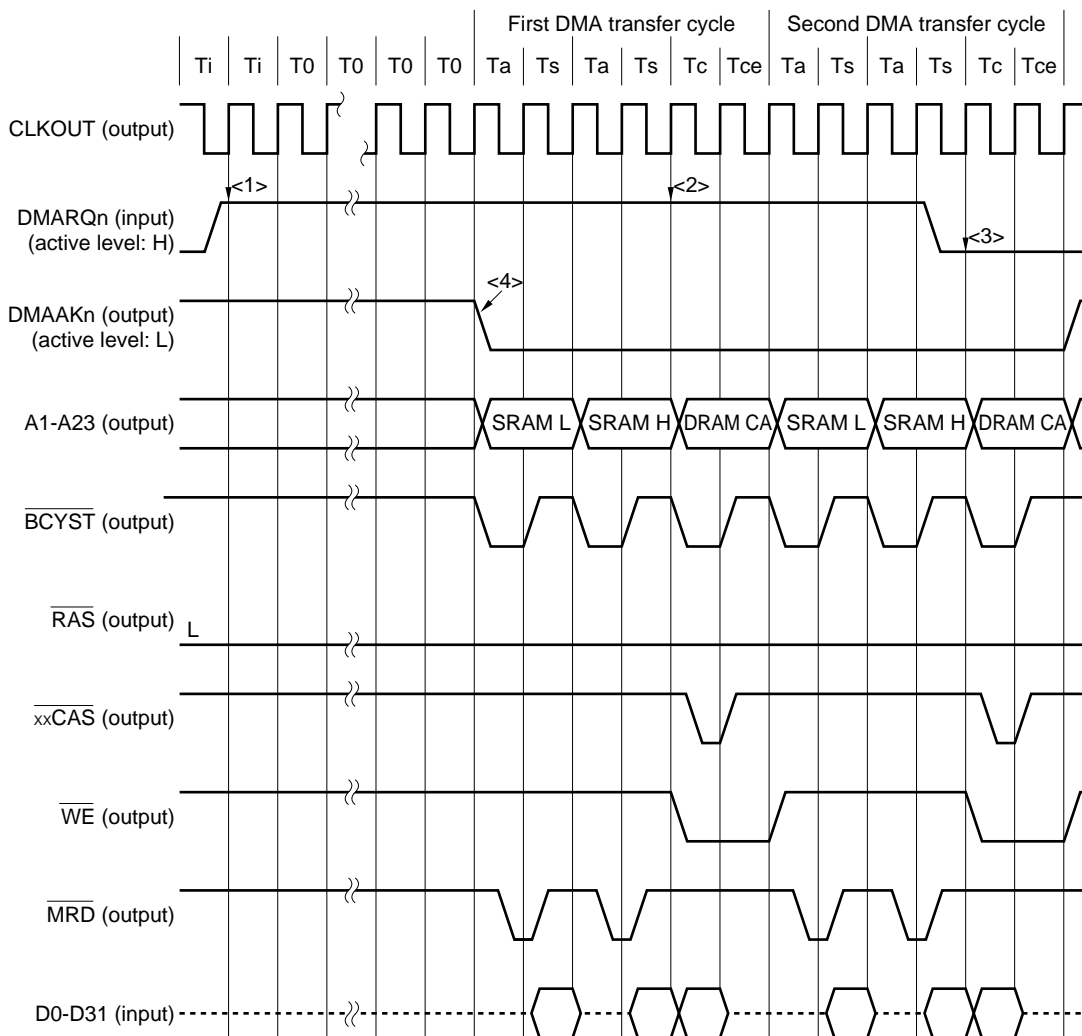 First DMA transfer cycle Second DMA transfer cycle
Ti Ti T0 T0 T0 T0 Ta Ts Ta Ts Tc Tce Ta Ts Ta Ts Tc Tce
CLKOUT (output)
<1> <2>
DMARQn (input)
(active level: H)
<3>
<4>
DMAAKn (output)
(active level: L)
A1-A23 (output) SRAM L SRAM H DRAM CA SRAM L SRAM H DRAM CA
BCYST (output)
RAS (output) L
xxCAS (output)
WE (output)
MRD (output)
D0-D31 (input)